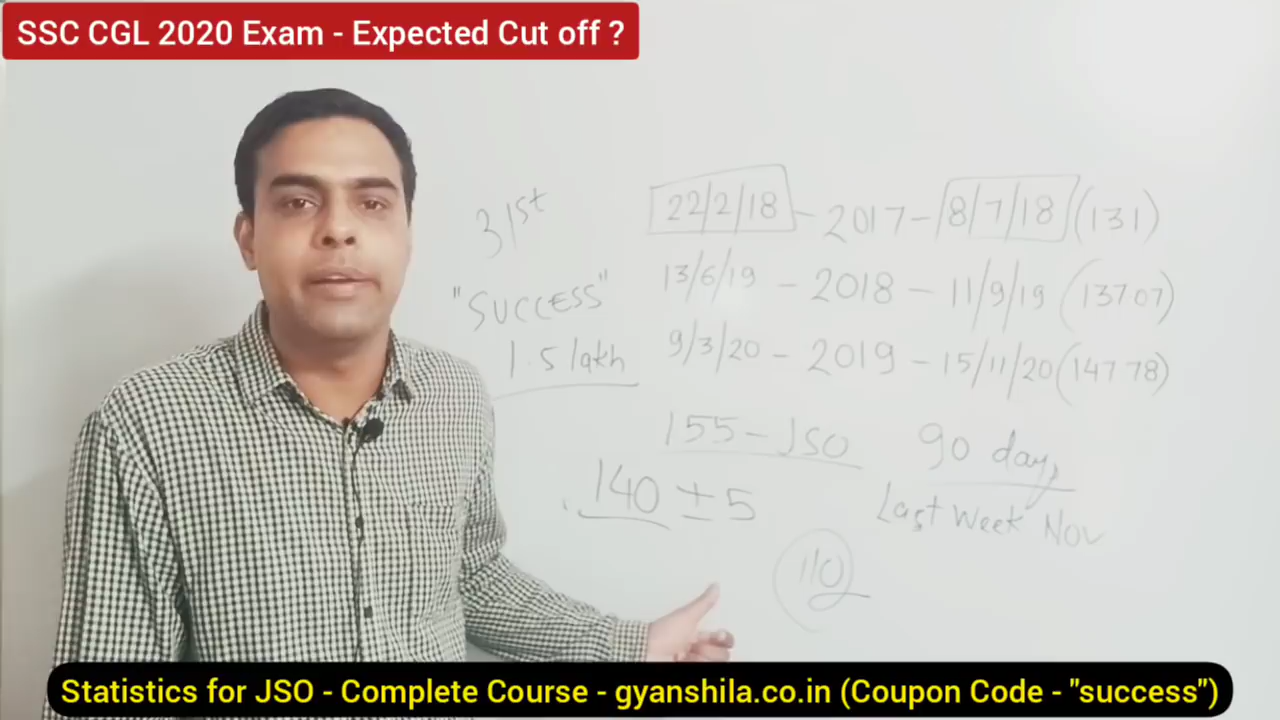 SSC CGL 2020 Exam - Expected Cut off ?
31st
"SUCCESS"
1.5 lakh
22/2/18 - 2017 - 8/7/18 (131)
13/6/19 - 2018 - 11/9/19 (137.07)
9/3/20 - 2019 - 15/11/20 (147.78)
155 - JSO
90 days
140 ± 5
Last Week Nov
110
Statistics for JSO - Complete Course - gyanshila.co.in (Coupon Code - "success")